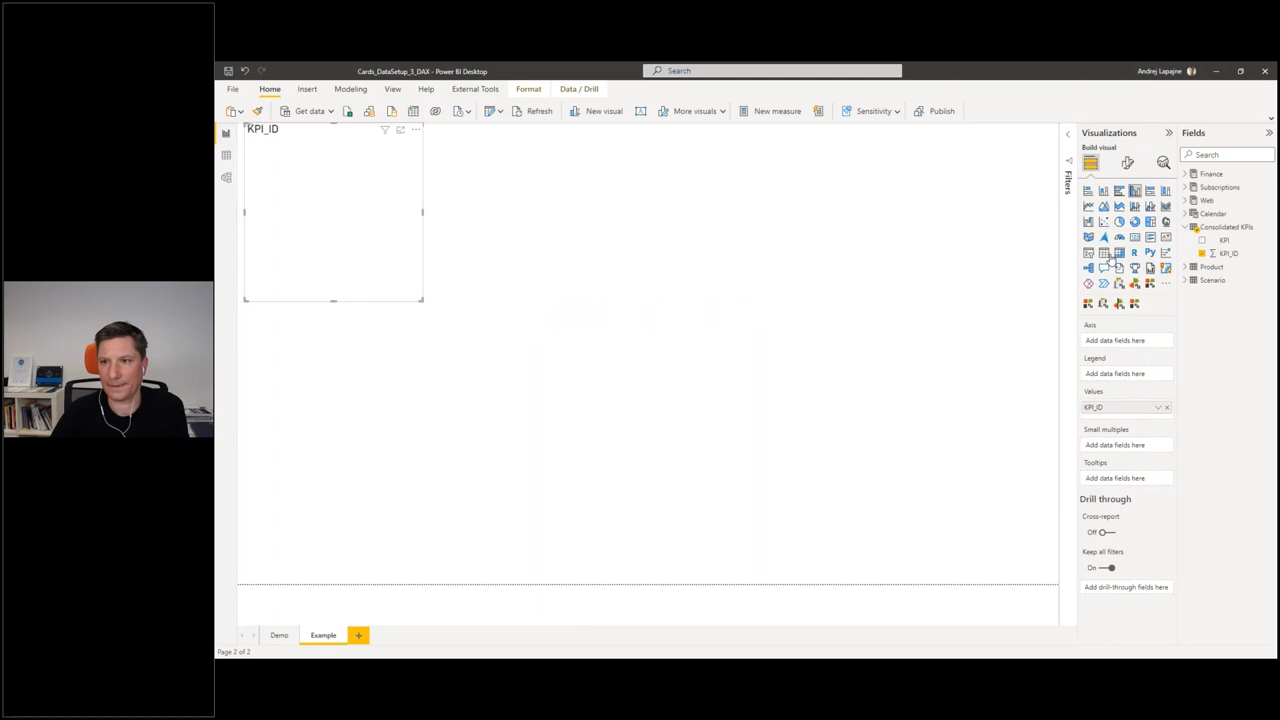 Cards_DataSetup_3_DAX - Power BI Desktop
Search
Andrej Lapajne
File
Home
Insert
Modeling
View
Help
External Tools
Format
Data / Drill
Get data
Refresh
New visual
More visuals
New measure
Sensitivity
Publish
KPI_ID
Filters
Visualizations
Build visual
R
Py
Axis
Add data fields here
Legend
Add data fields here
Values
KPI_ID
Small multiples
Add data fields here
Tooltips
Add data fields here
Drill through
Cross-report
Off
Keep all filters
On
Add drill-through fields here
Fields
Search
Finance
Subscriptions
Web
Calendar
Consolidated KPIs
KPI
∑ KPI_ID
Product
Scenario
Demo
Example
Page 2 of 2